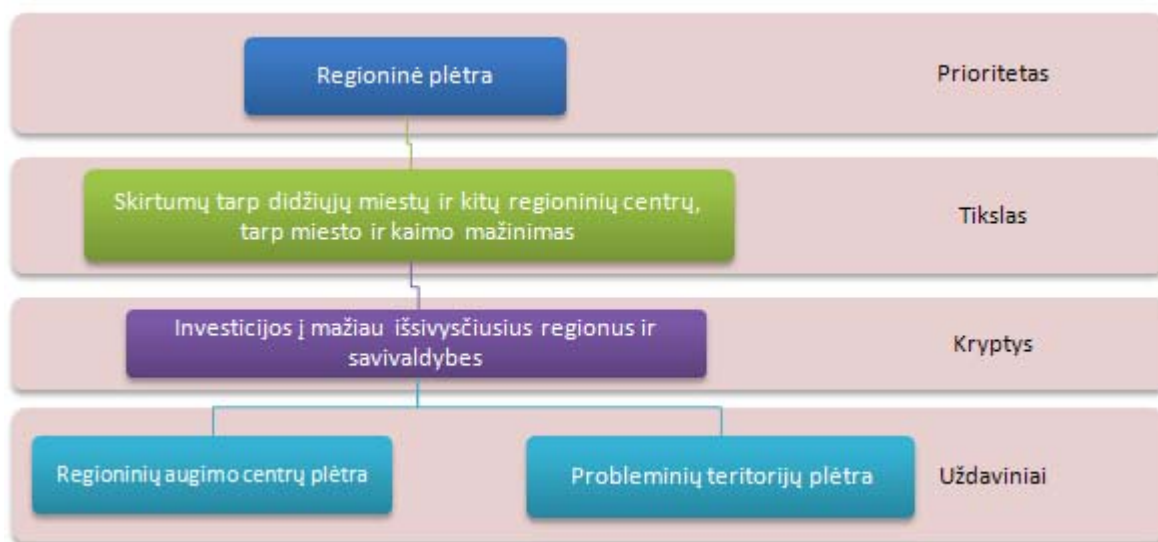 Regioninė plėtra
Prioritetas
Skirtumų tarp didžiųjų miestų ir kitų regioninių centrų,
tarp miesto ir kaimo mažinimas
Tikslas
Investicijos į mažiau išsivysčiusius regionus ir
savivaldybes
Kryptys
Regioninių augimo centrų plėtra
Probleminių teritorijų plėtra
Uždaviniai